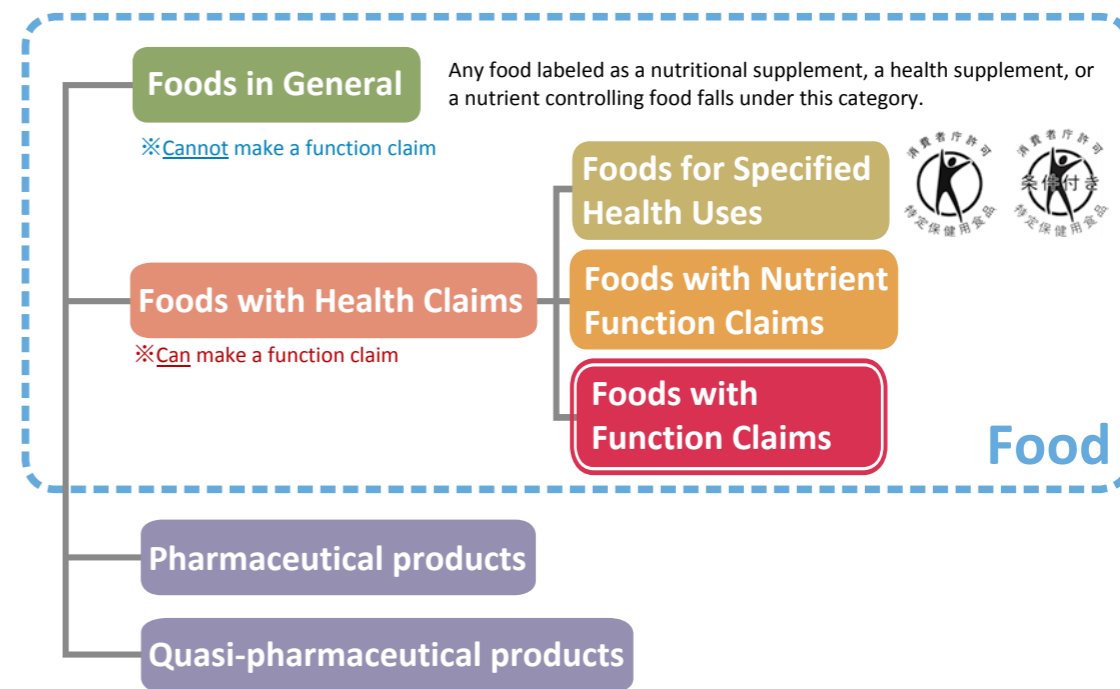 Foods in General
Any food labeled as a nutritional supplement, a health supplement, or
a nutrient controlling food falls under this category.
※Cannot make a function claim
Foods for Specified
Health Uses
消費者庁許可
特定保健用食品
消費者庁許可
条件付き
特定保健用食品
Foods with Health Claims
※Can make a function claim
Foods with Nutrient
Function Claims
Foods with
Function Claims
Food
Pharmaceutical products
Quasi-pharmaceutical products